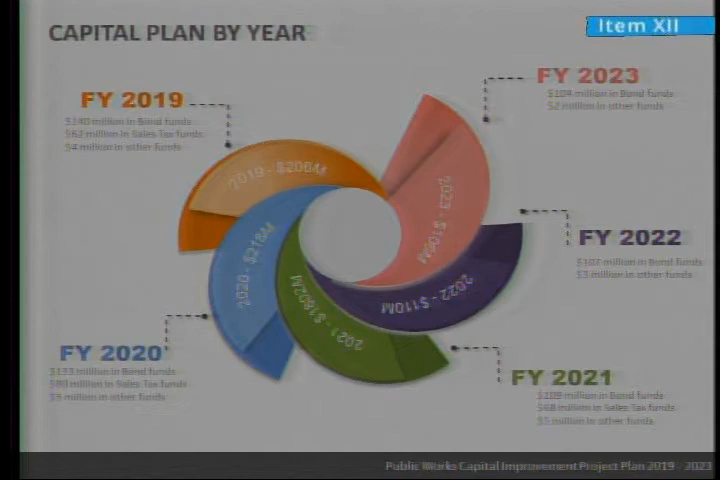 CAPITAL PLAN BY YEAR
Item XII
FY 2019
$140 million in Bond funds
$62 million in Sales Tax funds
$4 million in other funds
FY 2023
$104 million in Bond funds
$2 million in other funds
2019 - $206M
2023 - $106M
2020 - $218M
2021 - $182M
2022 - $110M
FY 2022
$107 million in Bond funds
$3 million in other funds
FY 2020
million in Bond funds
million in Sales Tax funds
million in other funds
FY 2021
$109 million in Bond funds
$68 million in Sales Tax funds
$5 million in other funds
Public Works Capital Improvement Project Plan 2019 - 2023